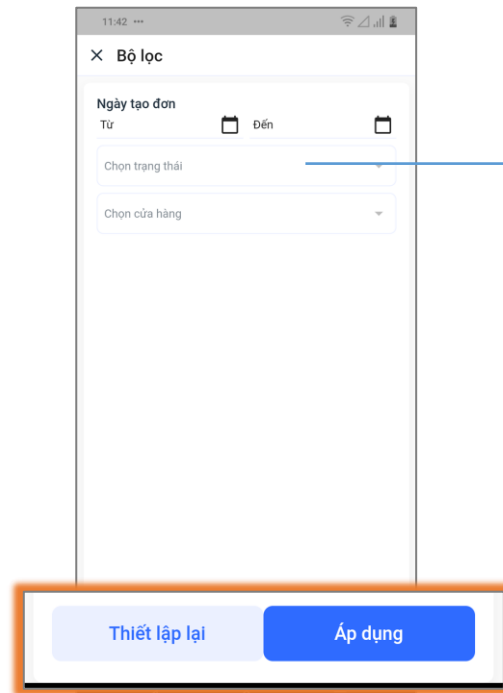 11:42 •••
× Bộ lọc
Ngày tạo đơn
Từ Đến
Chọn trạng thái
Chọn cửa hàng
Thiết lập lại Áp dụng